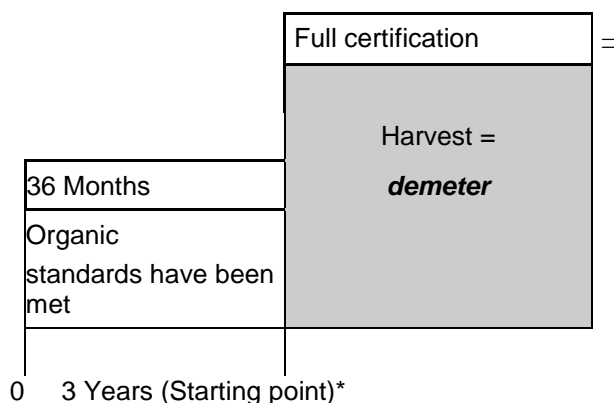 Full certification
Harvest =
demeter
36 Months
Organic
standards have been
met
0 3 Years (Starting point)*